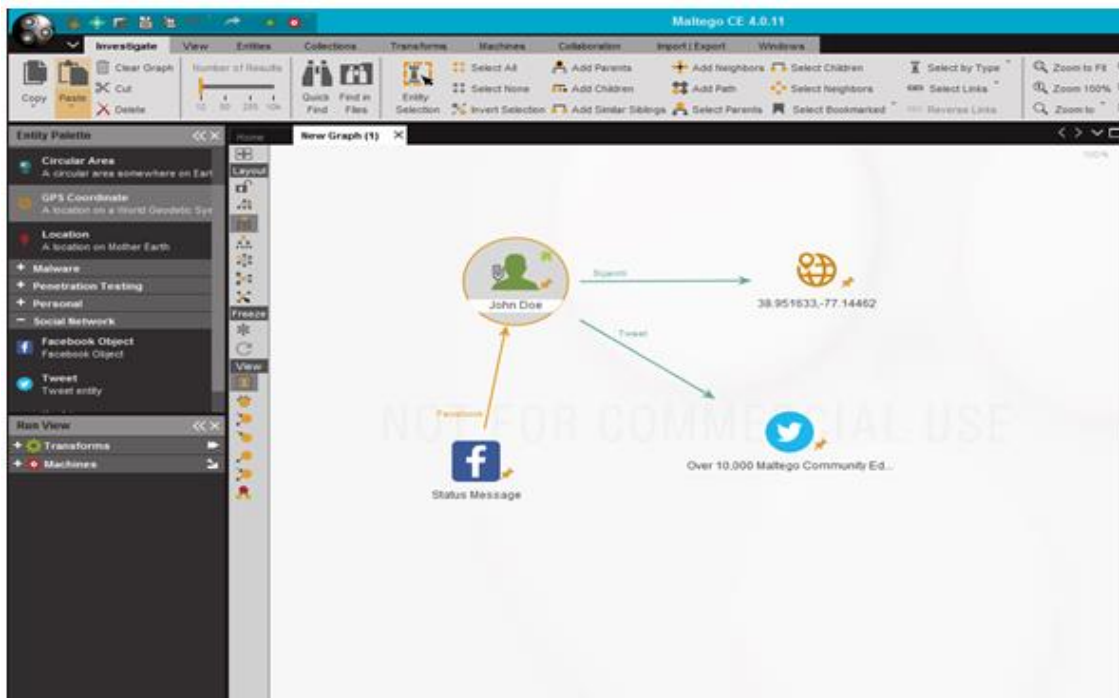 Maltego CE 4.0.11
Investigate View Entities Collections Transforms Machines Collaboration Import | Export Windows
Copy
Paste
Clear Graph
Cut
Delete
Number of Results
Quick Find
Find in Files
Entity Selection
Select All
Select None
Invert Selection
Add Parents
Add Children
Add Similar Siblings
Add Neighbors
Add Path
Select Parents
Select Children
Select Neighbors
Select Bookmarked
Select by Type
Select Links
Reverse Links
Zoom to Fit
Zoom 100%
Zoom to
Entity Palette
Circular Area
A circular area somewhere on Eart
GPS Coordinate
A location on a World Geodetic Sys
Location
A location on Mother Earth
+ Malware
+ Penetration Testing
+ Personal
- Social Network
Facebook Object
Facebook Object
Tweet
Tweet entity
Run View
+ Transforms
+ Machines
Home
New Graph (1)
Layout
Freeze
View
100%
John Doe
38.951633,-77.14462
Tweet
Facebook
NOT FOR COMMERCIAL USE
Status Message
Over 10,000 Maltego Community Ed...